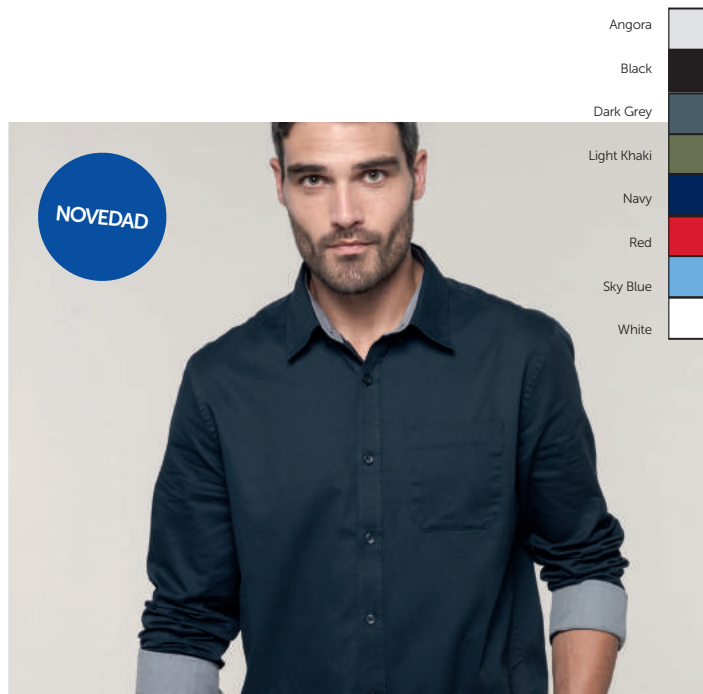 Angora
Black
Dark Grey
Light Khaki
NOVEDAD
Navy
Red
Sky Blue
White